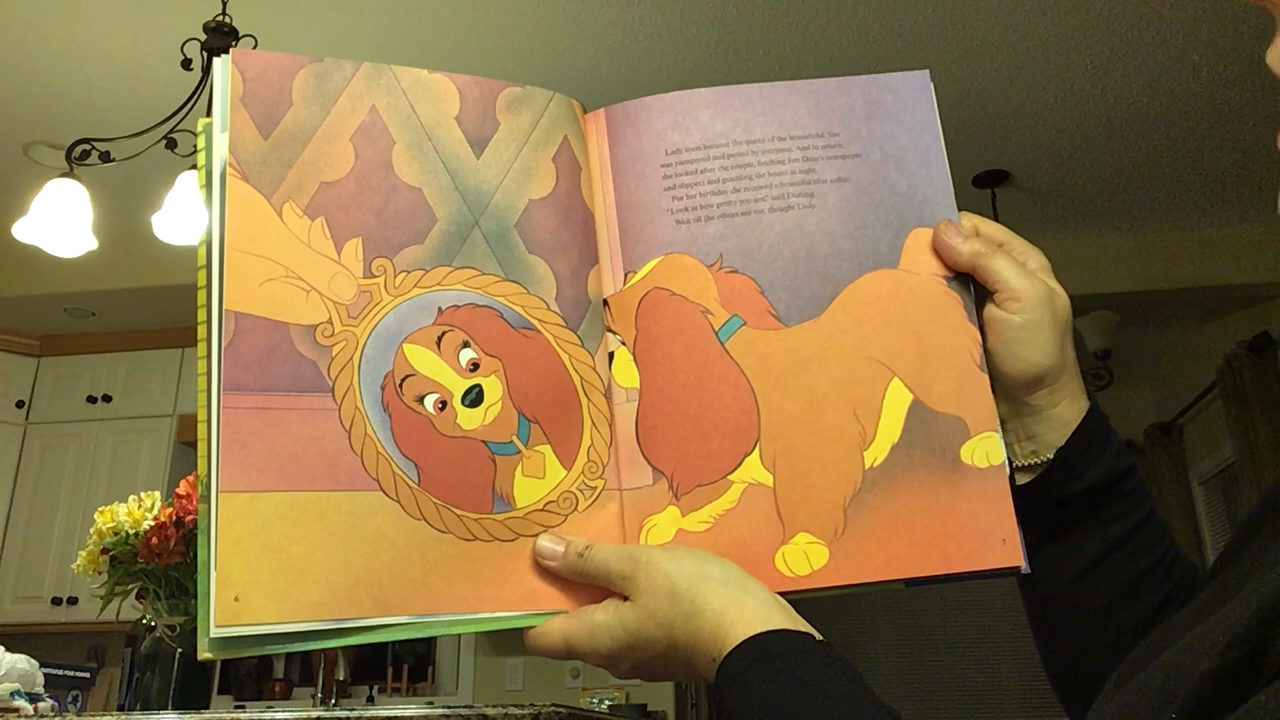 Lady soon became the queen of the household. She
was pampered and petted by everyone. And in return,
she looked after the couple, fetching Jim Dear's newspaper
and slippers and guarding the house at night.
For her birthday she received a beautiful blue collar.
"Look at how pretty you are," said Darling.
Wait till the others see me, thought Lady.
6
7